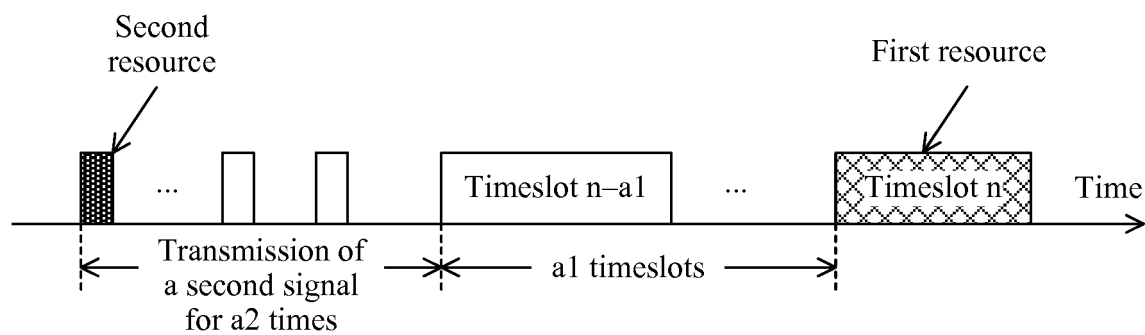 Second
resource
First resource
...
Timeslot n–a1
...
Timeslot n
Time
Transmission of
a second signal
for a2 times
a1 timeslots